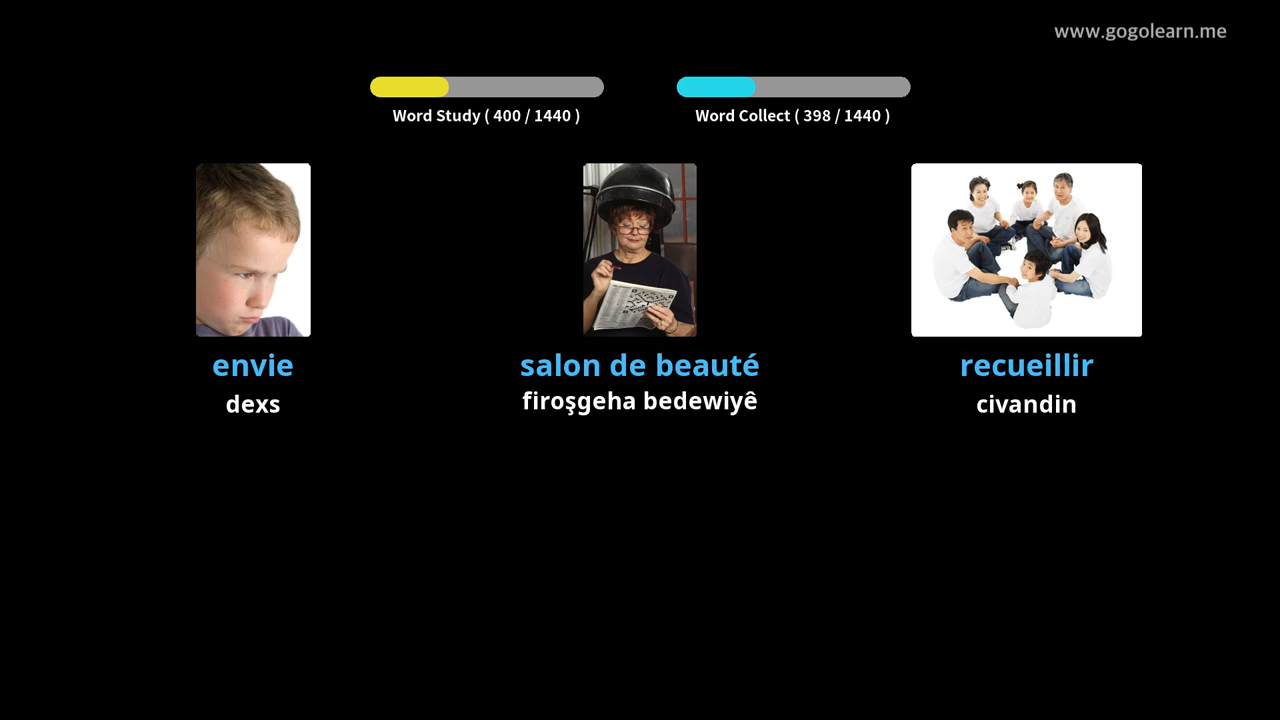 www.gogolearn.me
Word Study ( 400 / 1440 )
Word Collect ( 398 / 1440 )
envie
dexs
salon de beauté
firoşgeha bedewiyê
recueillir
civandin